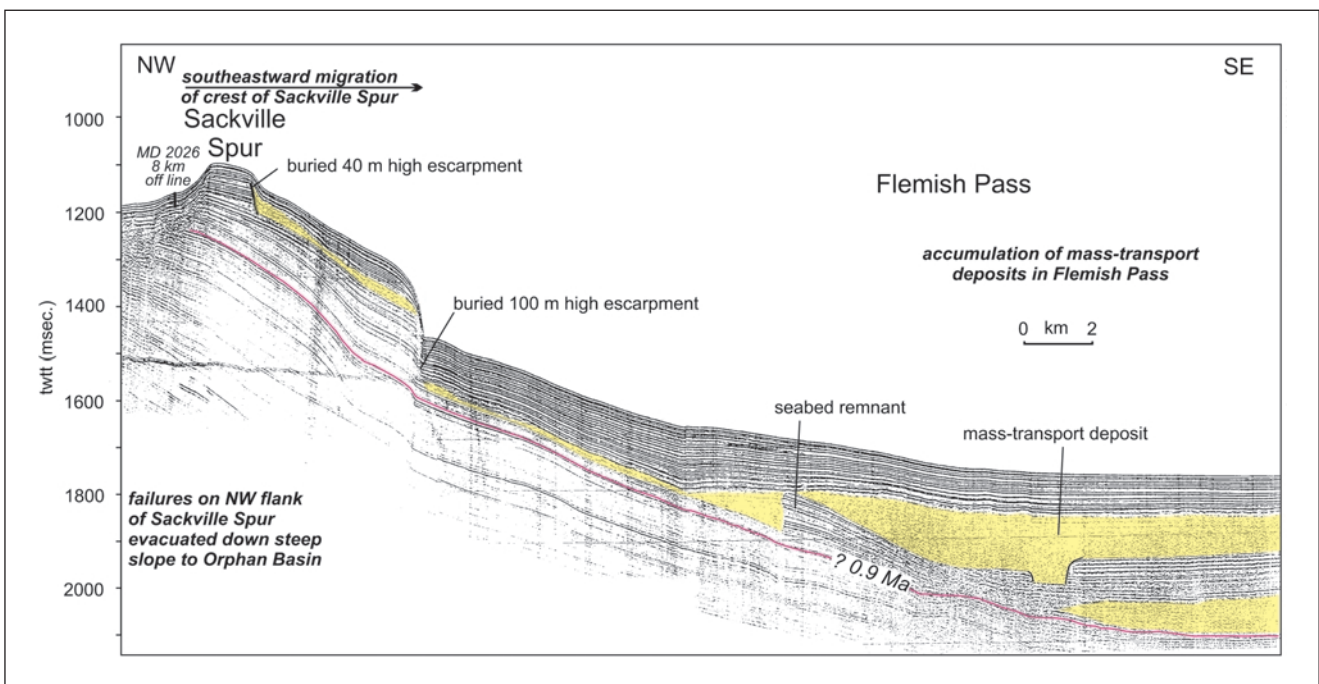 NW
SE
southeastward migration
of crest of Sackville Spur
Sackville
Spur
MD 2026
8 km
off line
buried 40 m high escarpment
Flemish Pass
accumulation of mass-transport
deposits in Flemish Pass
buried 100 m high escarpment
0 km 2
seabed remnant
mass-transport deposit
failures on NW flank
of Sackville Spur
evacuated down steep
slope to Orphan Basin
? 0.9 Ma
twtt (msec.)
1000
1200
1400
1600
1800
2000